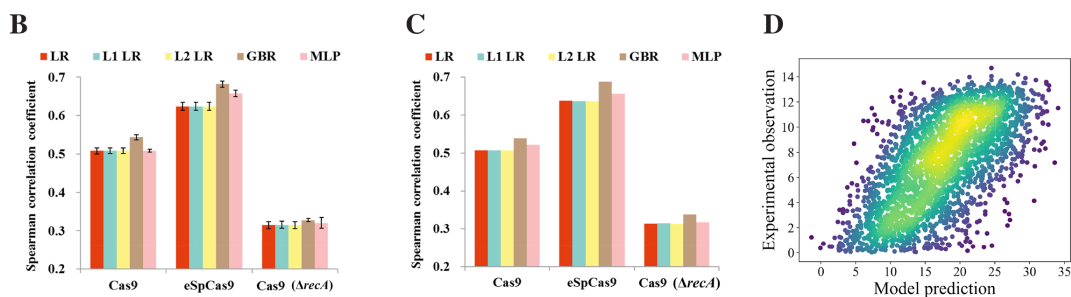 B
LR L1 LR L2 LR GBR MLP
Spearman correlation coefficient
0.7
0.6
0.5
0.4
0.3
0.2
Cas9 eSpCas9 Cas9 (ΔrecA)
C
LR L1 LR L2 LR GBR MLP
Spearman correlation coefficient
0.7
0.6
0.5
0.4
0.3
0.2
Cas9 eSpCas9 Cas9 (ΔrecA)
D
Experimental observation
14
12
10
8
6
4
2
0
0 5 10 15 20 25 30 35
Model prediction